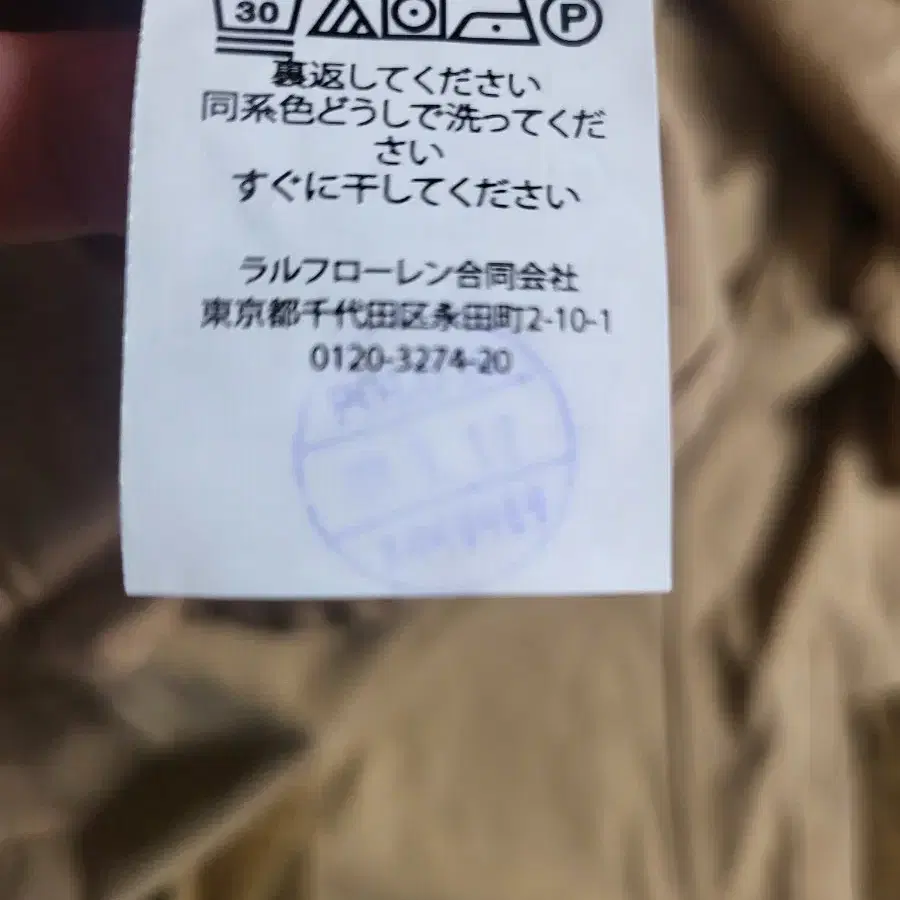 30 P
裏返してください
同系色どうしで洗ってくだ
さい
すぐに干してください
ラルフローレン合同会社
東京都千代田区永田町2-10-1
0120-3274-20